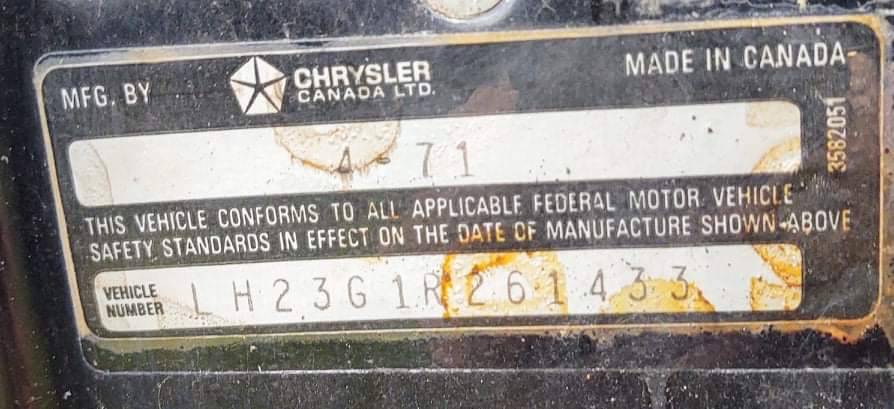 MFG. BY CHRYSLER CANADA LTD. MADE IN CANADA
4-71
3582051
THIS VEHICLE CONFORMS TO ALL APPLICABLE FEDERAL MOTOR VEHICLE
SAFETY STANDARDS IN EFFECT ON THE DATE OF MANUFACTURE SHOWN ABOVE
VEHICLE NUMBER LH23G1R261433